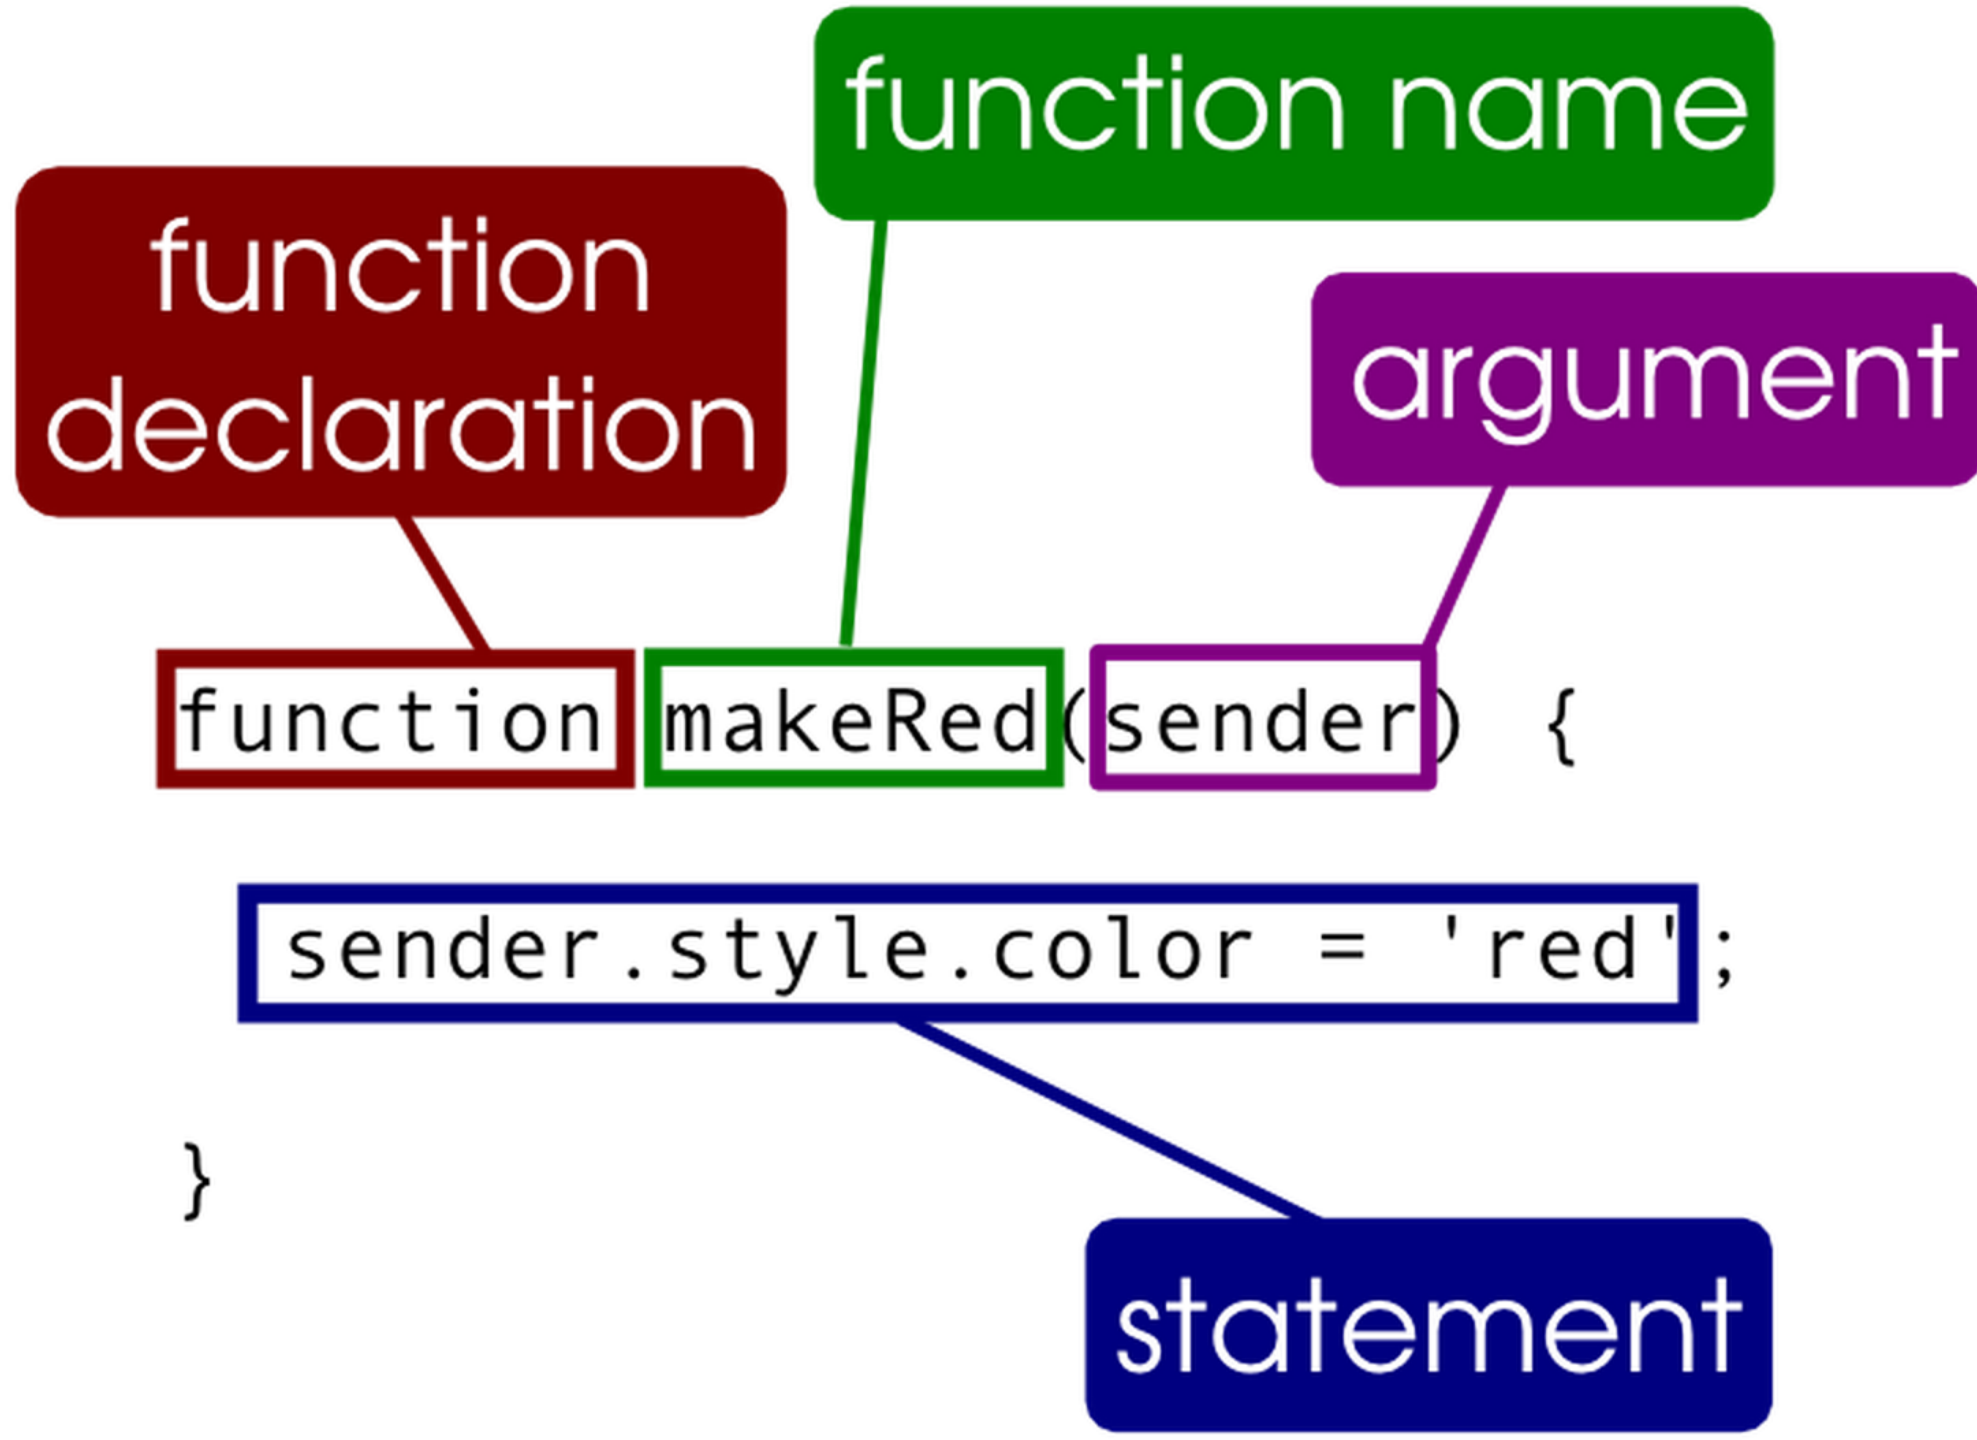 function name
function
declaration
argument
function makeRed(sender) {
sender.style.color = 'red';
}
statement